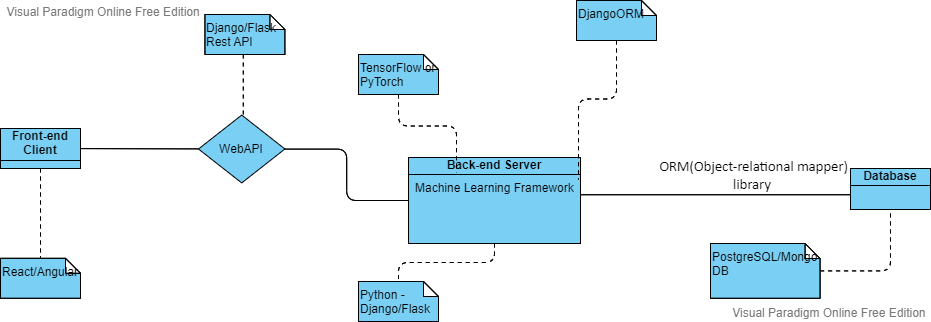 Visual Paradigm Online Free Edition
Django/Flask
Rest API
DjangoORM
TensorFlow or
PyTorch
Front-end
Client
WebAPI
Back-end Server
Machine Learning Framework
ORM(Object-relational mapper)
library
Database
React/Angular
Python -
Django/Flask
PostgreSQL/Mongo
DB
Visual Paradigm Online Free Edition